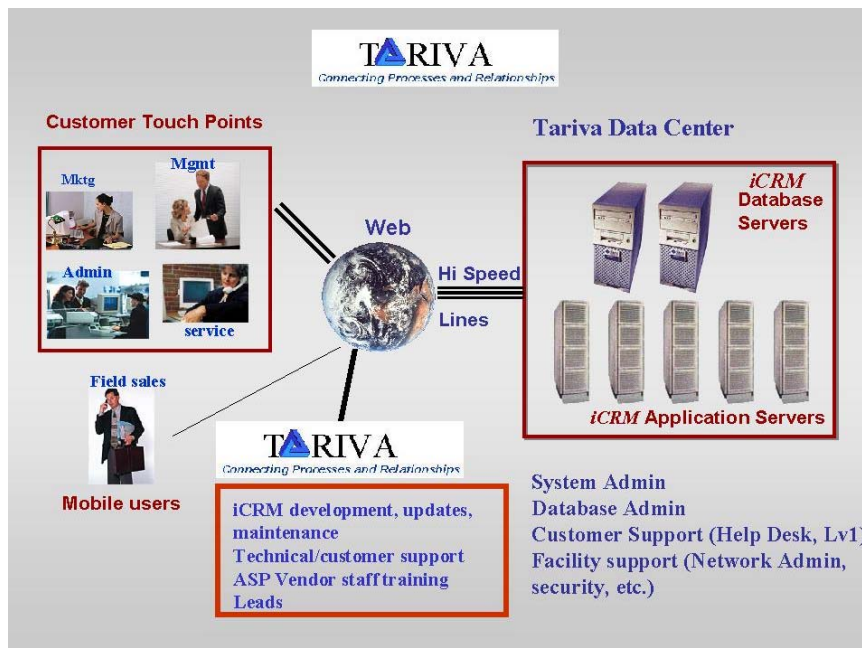 TARIVA
Connecting Processes and Relationships
Customer Touch Points
Mktg
Mgmt
Admin
service
Web
Hi Speed
Lines
Tariva Data Center
iCRM
Database
Servers
iCRM Application Servers
Field sales
Mobile users
TARIVA
Connecting Processes and Relationships
iCRM development, updates,
maintenance
Technical/customer support
ASP Vendor staff training
Leads
System Admin
Database Admin
Customer Support (Help Desk, Lv1)
Facility support (Network Admin,
security, etc.)